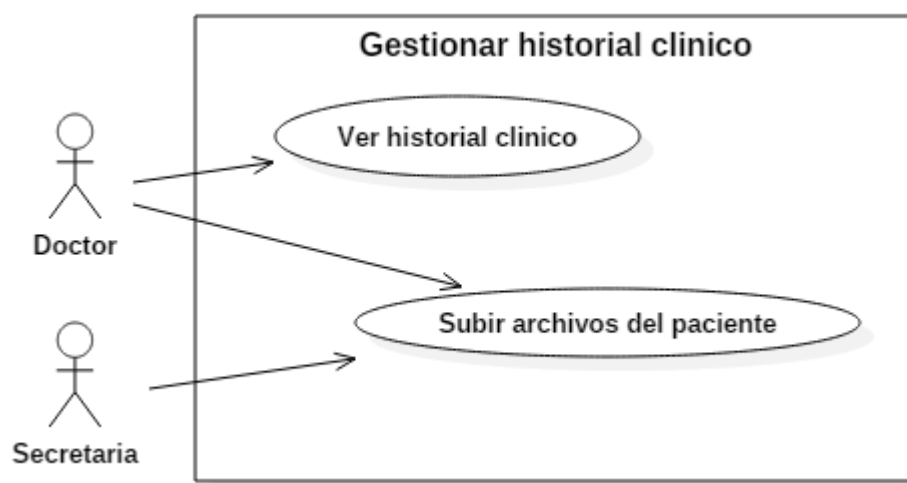 Gestionar historial clinico
Ver historial clinico
Doctor
Subir archivos del paciente
Secretaria